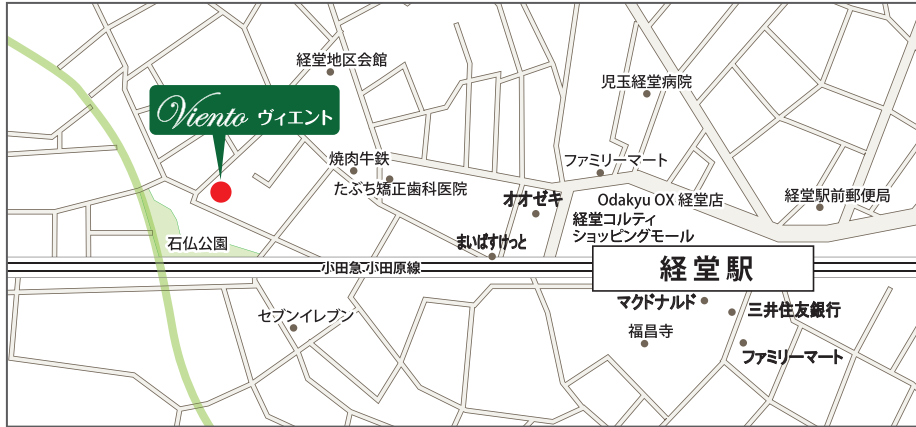 経堂地区会館
児玉経堂病院
Viento ヴィエント
焼肉牛鉄
ファミリーマート
たぶち矯正歯科医院
オオゼキ
Odakyu OX 経堂店
経堂駅前郵便局
経堂コルティ
ショッピングモール
石仏公園
まいばすけっと
小田急小田原線
経堂駅
マクドナルド
三井住友銀行
セブンイレブン
福昌寺
ファミリーマート